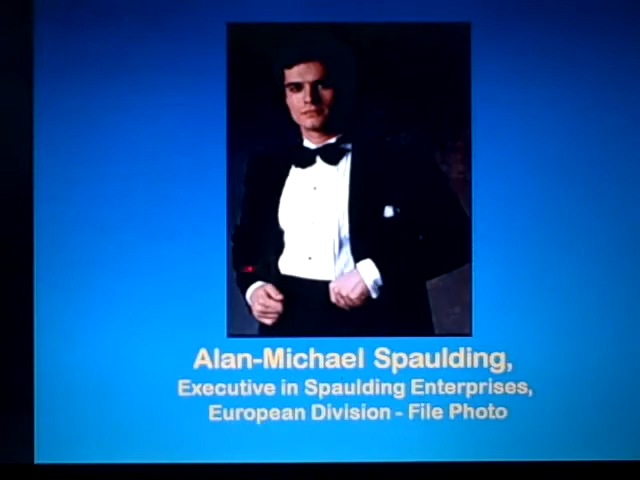 Alan-Michael Spaulding,
Executive in Spaulding Enterprises,
European Division - File Photo